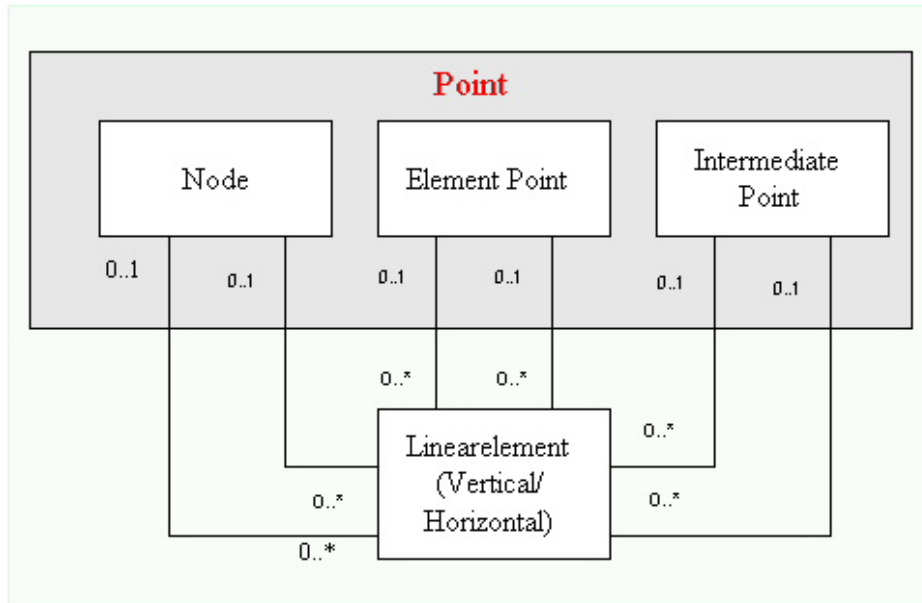 Point
Node
Element Point
Intermediate
Point
0..1
0..1
0..1
0..1
0..1
0..1
0..*
0..*
Linearelement
(Vertical/
Horizontal)
0..*
0..*
0..*
0..*